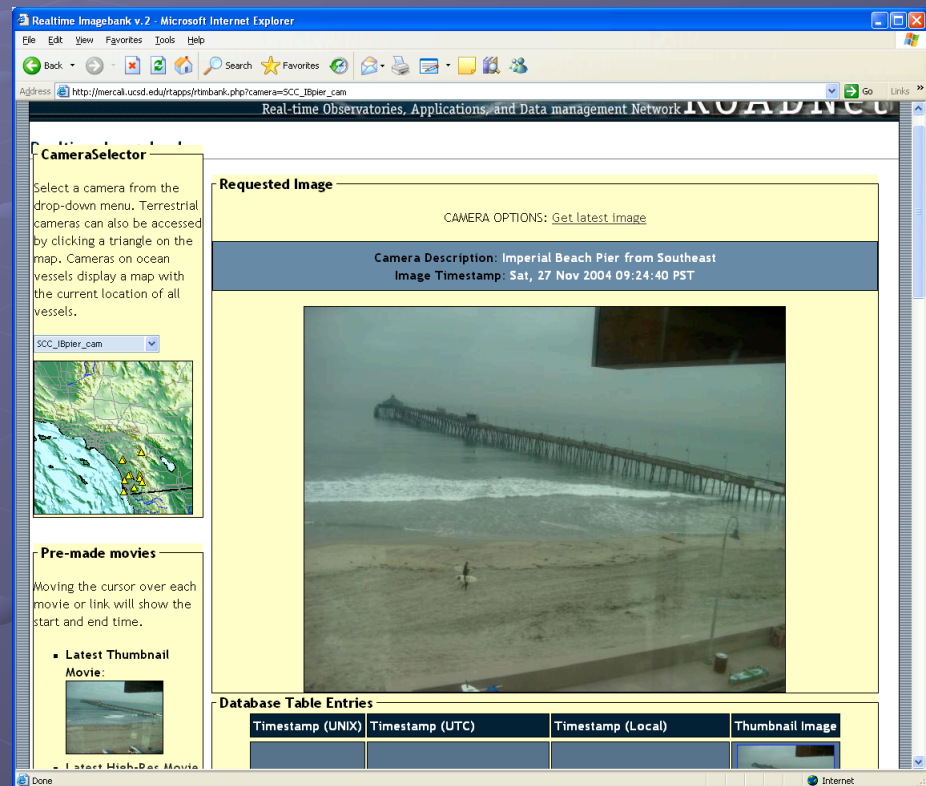 Realtime Imagebank v.2 - Microsoft Internet Explorer
File Edit View Favorites Tools Help
Back Search Favorites
Address http://mercali.ucsd.edu/rtapps/rtimbank.php?camera=SCC_IBpier_cam Go Links »
Real-time Observatories, Applications, and Data management Network ROADNet
CameraSelector
Select a camera from the
drop-down menu. Terrestrial
cameras can also be accessed
by clicking a triangle on the
map. Cameras on ocean
vessels display a map with
the current location of all
vessels.
SCC_IBpier_cam
Pre-made movies
Moving the cursor over each
movie or link will show the
start and end time.
Latest Thumbnail
Movie:
Latest High-Res Movie
Requested Image
CAMERA OPTIONS: Get latest image
Camera Description: Imperial Beach Pier from Southeast
Image Timestamp: Sat, 27 Nov 2004 09:24:40 PST
Database Table Entries
Timestamp (UNIX) Timestamp (UTC) Timestamp (Local) Thumbnail Image
Done Internet